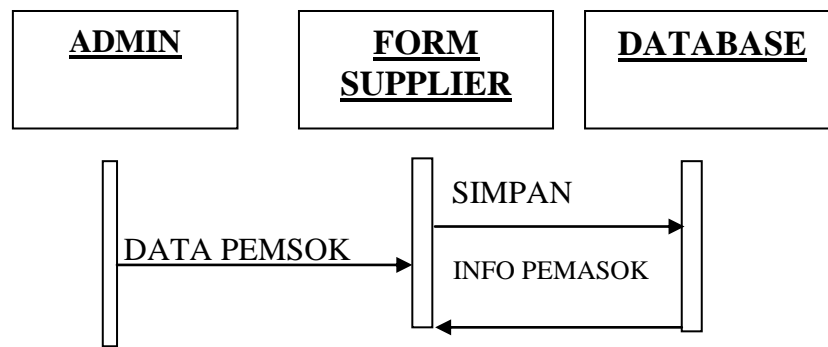 ADMIN
FORM
SUPPLIER
DATABASE
SIMPAN
DATA PEMSOK
INFO PEMASOK